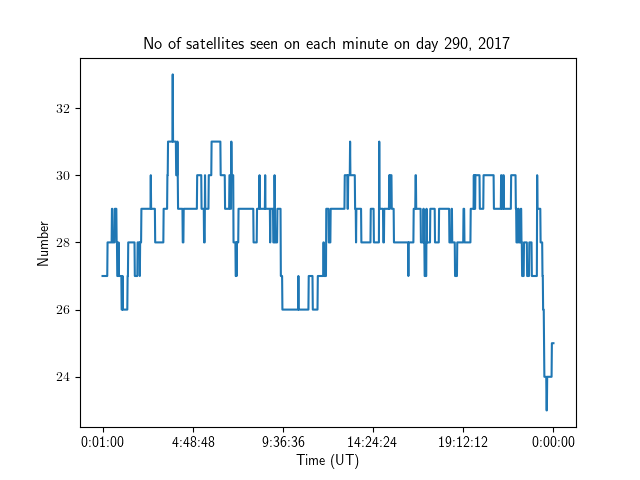 No of satellites seen on each minute on day 290, 2017
32
30
28
26
24
Number
0:01:00 4:48:48 9:36:36 14:24:24 19:12:12 0:00:00
Time (UT)